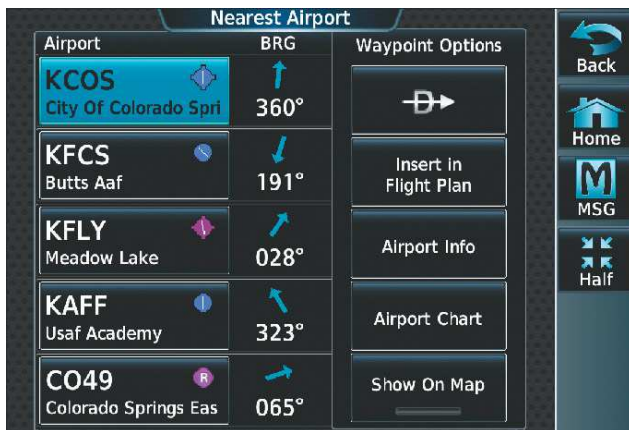 Nearest Airport
Airport
BRG
Waypoint Options
KCOS
City Of Colorado Spri
360°
KFCS
Butts Aaf
191°
KFLY
Meadow Lake
028°
KAFF
Usaf Academy
323°
CO49
R
Colorado Springs Eas
065°
D
Insert in
Flight Plan
Airport Info
Airport Chart
Show On Map
Back
Home
M
MSG
Half